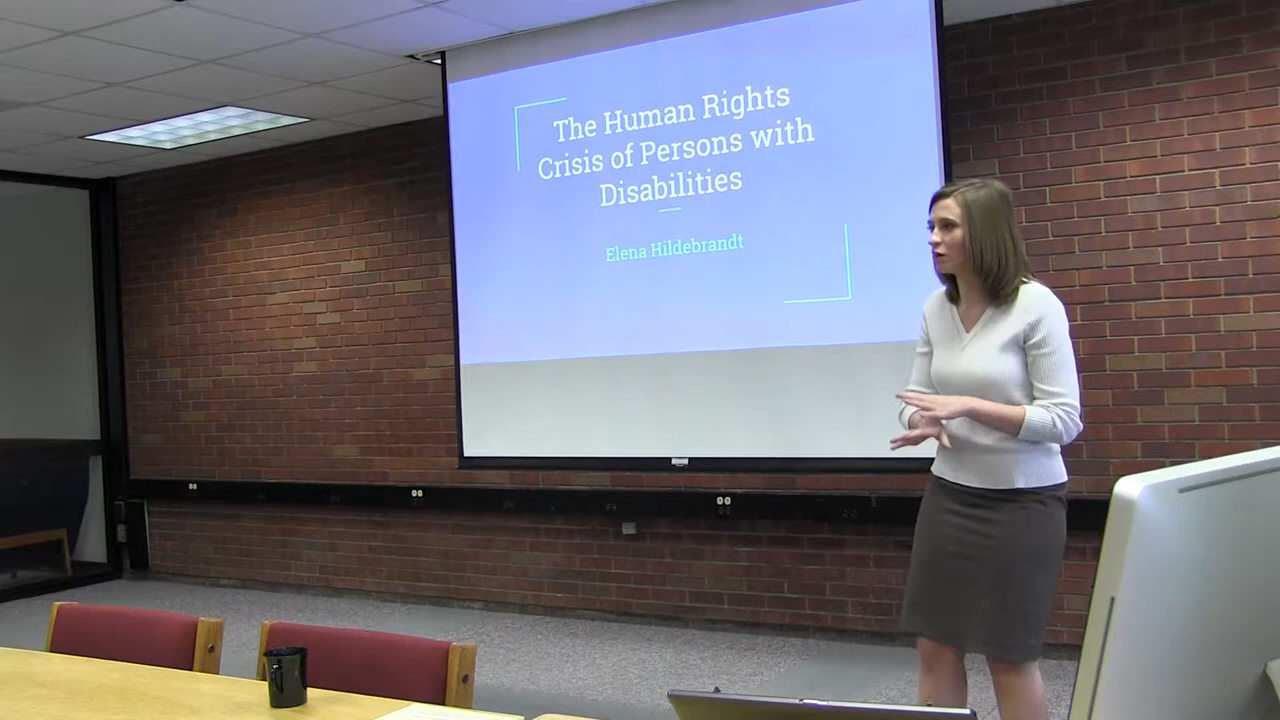 The Human Rights
Crisis of Persons with
Disabilities
Elena Hildebrandt